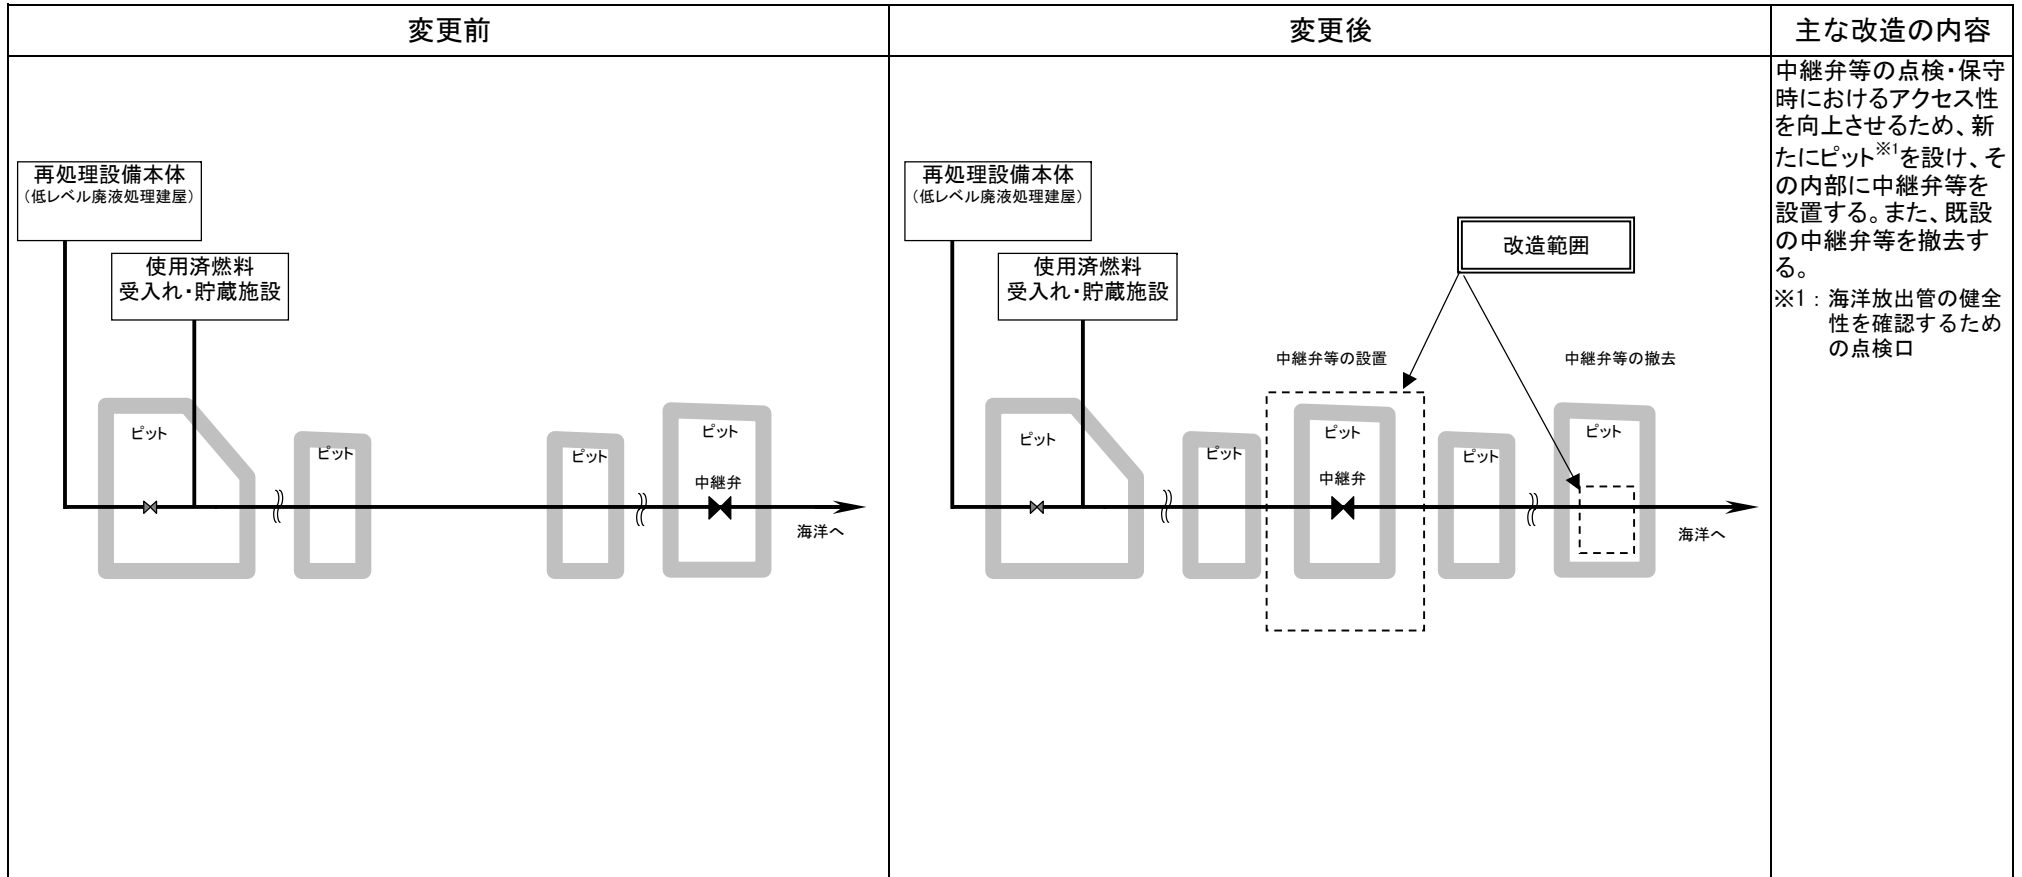 変更前
変更後
主な改造の内容
再処理設備本体
（低レベル廃液処理建屋）
使用済燃料
受入れ・貯蔵施設
ピット
ピット
ピット
ピット
中継弁
海洋へ
再処理設備本体
（低レベル廃液処理建屋）
使用済燃料
受入れ・貯蔵施設
改造範囲
中継弁等の設置
中継弁等の撤去
ピット
ピット
ピット
中継弁
ピット
ピット
海洋へ
中継弁等の点検・保守
時におけるアクセス性
を向上させるため、新
たにピット※1を設け、そ
の内部に中継弁等を
設置する。また、既設
の中継弁等を撤去す
る。
※1：海洋放出管の健全
性を確認するため
の点検口